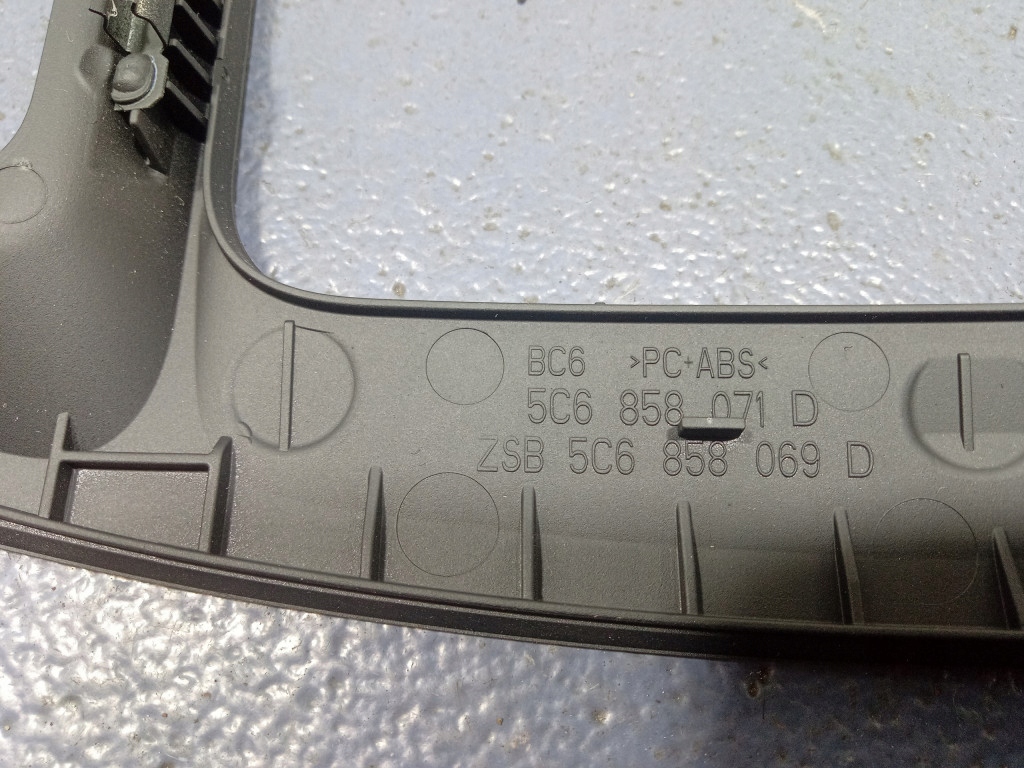 BC6 >PC+ABS<
5C6 858 071 D
ZSB 5C6 858 069 D